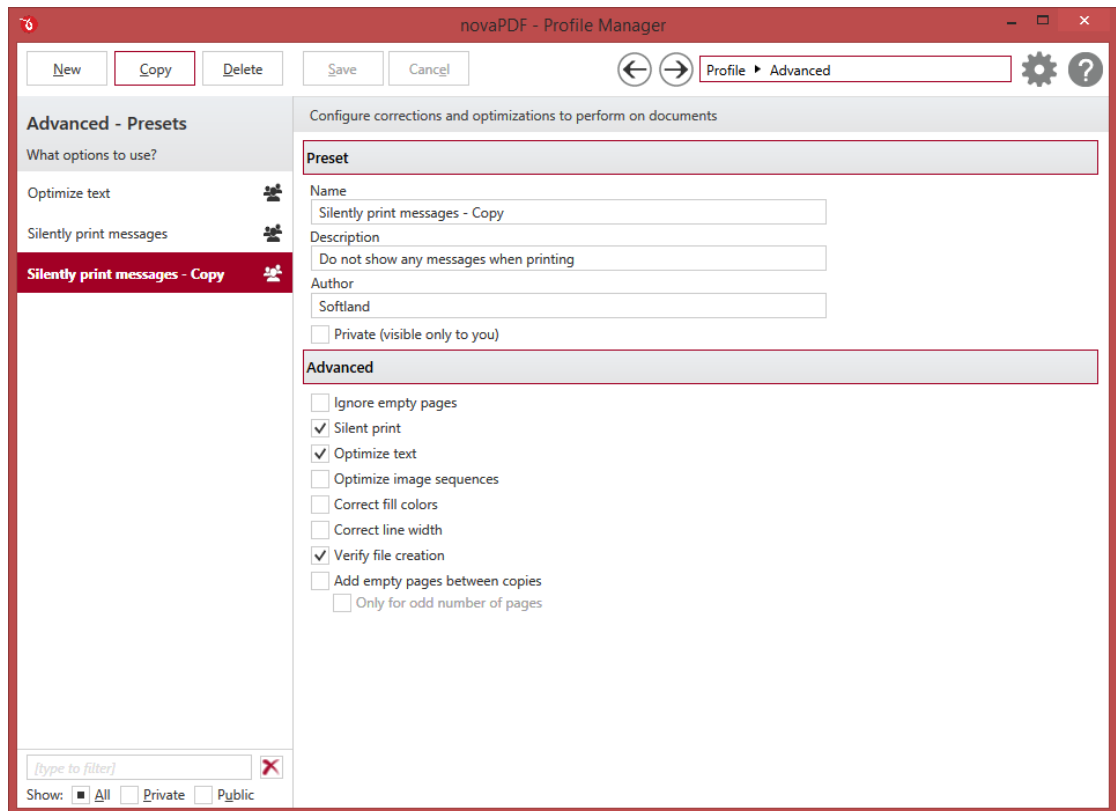 novaPDF - Profile Manager
New Copy Delete Save Cancel Profile Advanced
Advanced - Presets
What options to use?
Optimize text
Silently print messages
Silently print messages - Copy
[type to filter]
Show: All Private Public
Configure corrections and optimizations to perform on documents
Preset
Name
Silently print messages - Copy
Description
Do not show any messages when printing
Author
Softland
Private (visible only to you)
Advanced
Ignore empty pages
Silent print
Optimize text
Optimize image sequences
Correct fill colors
Correct line width
Verify file creation
Add empty pages between copies
Only for odd number of pages